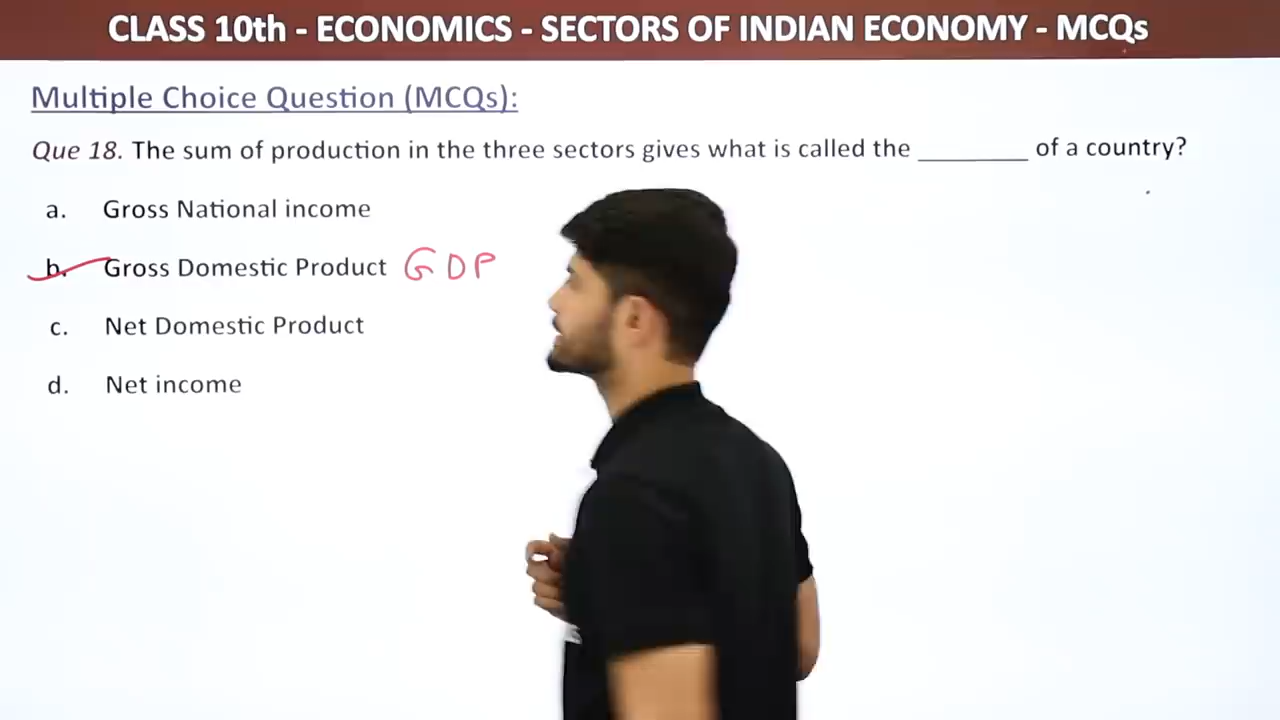 CLASS 10th - ECONOMICS - SECTORS OF INDIAN ECONOMY - MCQs
Multiple Choice Question (MCQs):
Que 18. The sum of production in the three sectors gives what is called the ________ of a country?
a. Gross National income
b. Gross Domestic Product GDP
c. Net Domestic Product
d. Net income